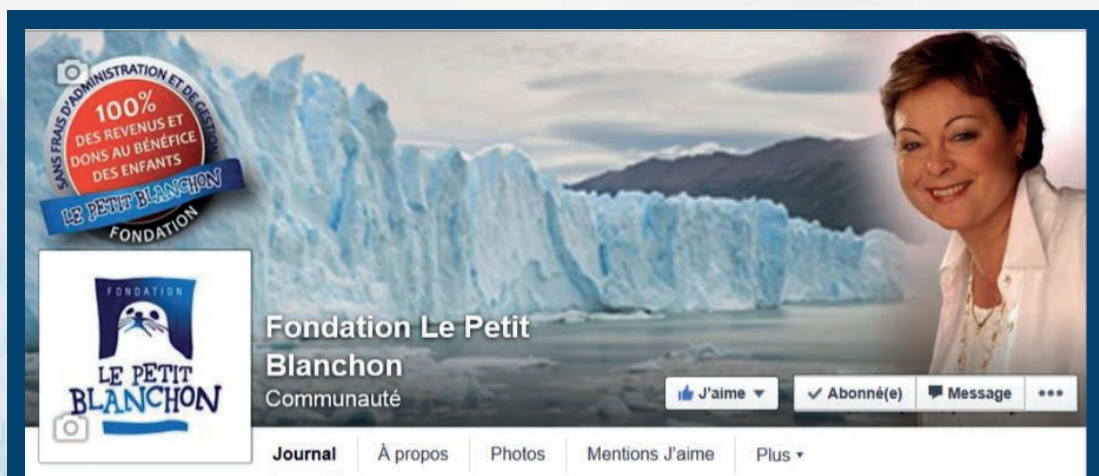 SANS FRAIS D'ADMINISTRATION ET DE GESTION
100%
DES REVENUS ET
DONS AU BÉNÉFICE
DES ENFANTS
LE PETIT BLANCHON
FONDATION
FONDATION
LE PETIT
BLANCHON
Fondation Le Petit
Blanchon
Communauté
J'aime
Abonné(e)
Message
Journal
À propos
Photos
Mentions J'aime
Plus